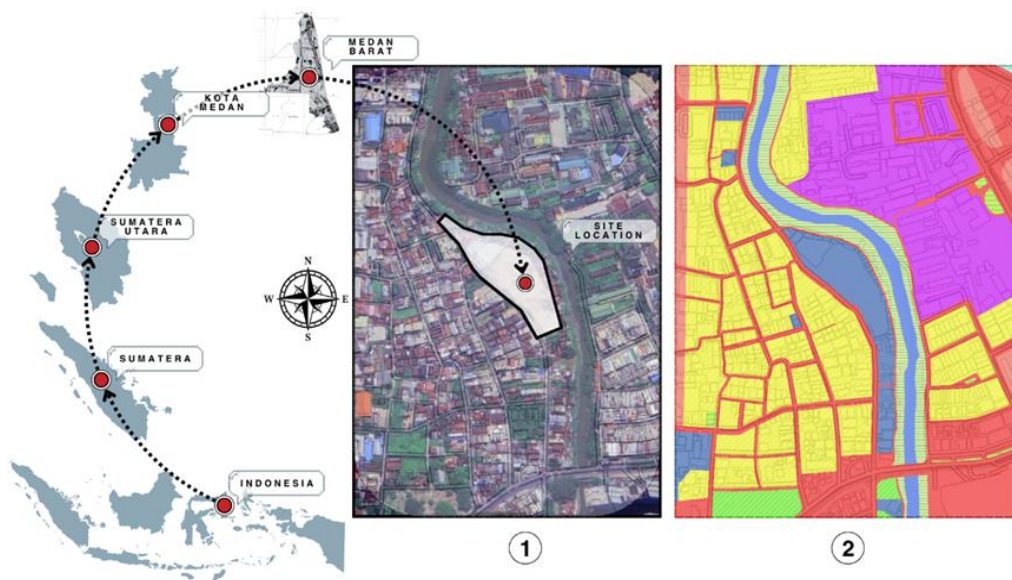 MEDAN
BARAT
KOTA
MEDAN
SUMATERA
UTARA
SITE
LOCATION
N
W
E
S
SUMATERA
INDONESIA
1
2